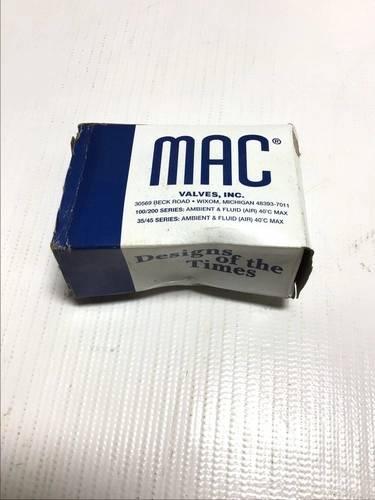 MAC®
VALVES, INC.
30569 BECK ROAD • WIXOM, MICHIGAN 48393-7011
100/200 SERIES: AMBIENT & FLUID (AIR) 40°C MAX
35/45 SERIES: AMBIENT & FLUID (AIR) 40°C MAX
Designs
of the
Times